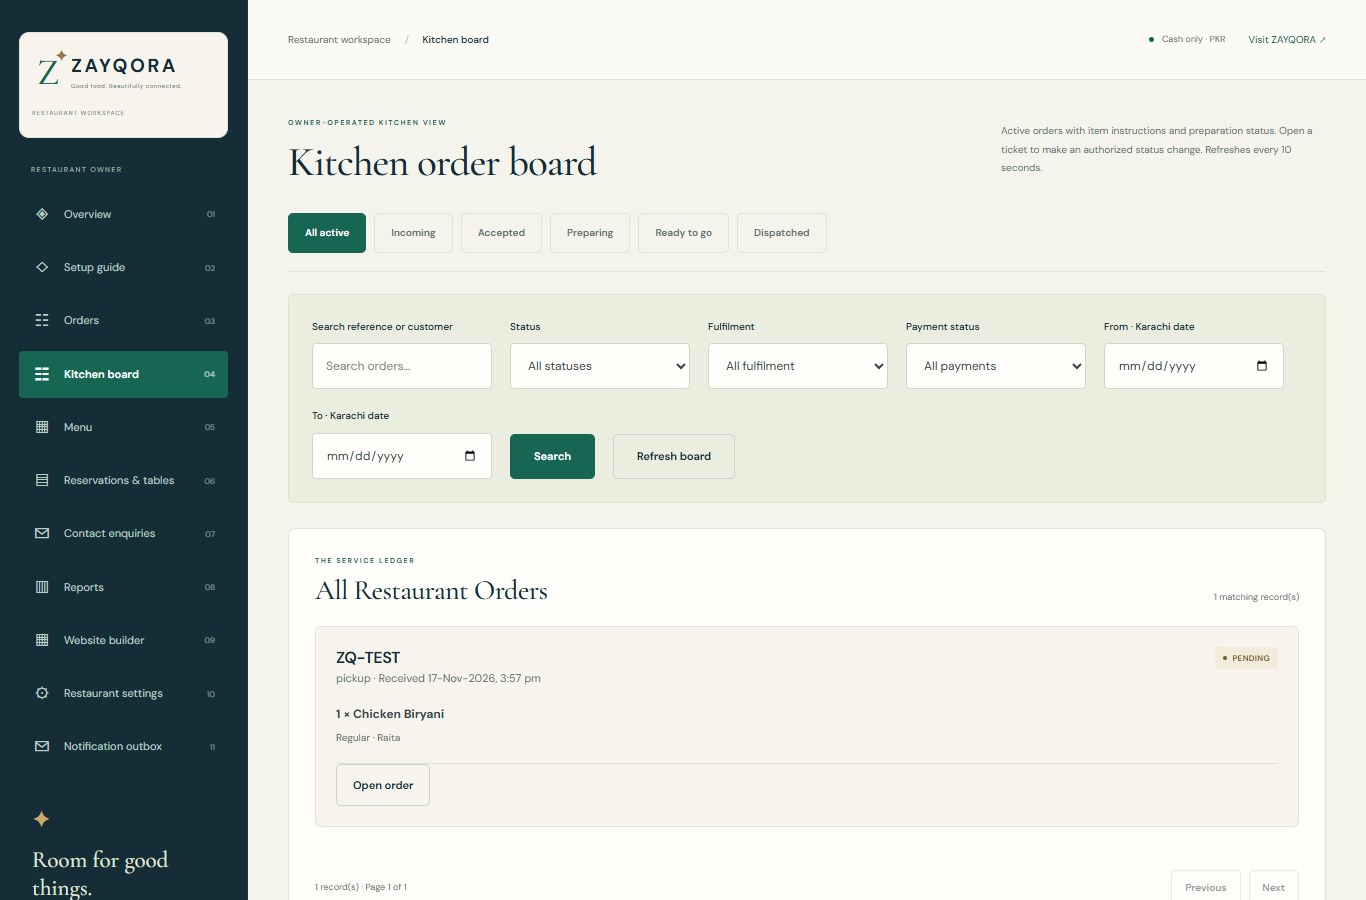 Z ZAYQORA
Good food. Beautifully connected.
RESTAURANT WORKSPACE
RESTAURANT OWNER
Overview 01
Setup guide 02
Orders 03
Kitchen board 04
Menu 05
Reservations & tables 06
Contact enquiries 07
Reports 08
Website builder 09
Restaurant settings 10
Notification outbox 11
Room for good
things.
Restaurant workspace / Kitchen board
Cash only · PKR
Visit ZAYQORA ↗
OWNER-OPERATED KITCHEN VIEW
Kitchen order board
Active orders with item instructions and preparation status. Open a
ticket to make an authorized status change. Refreshes every 10
seconds.
All active
Incoming
Accepted
Preparing
Ready to go
Dispatched
Search reference or customer
Search orders...
Status
All statuses
Fulfilment
All fulfilment
Payment status
All payments
From · Karachi date
mm/dd/yyyy
To · Karachi date
mm/dd/yyyy
Search
Refresh board
THE SERVICE LEDGER
All Restaurant Orders
1 matching record(s)
ZQ-TEST
PENDING
pickup · Received 17-Nov-2026, 3:57 pm
1 × Chicken Biryani
Regular · Raita
Open order
1 record(s) · Page 1 of 1
Previous
Next